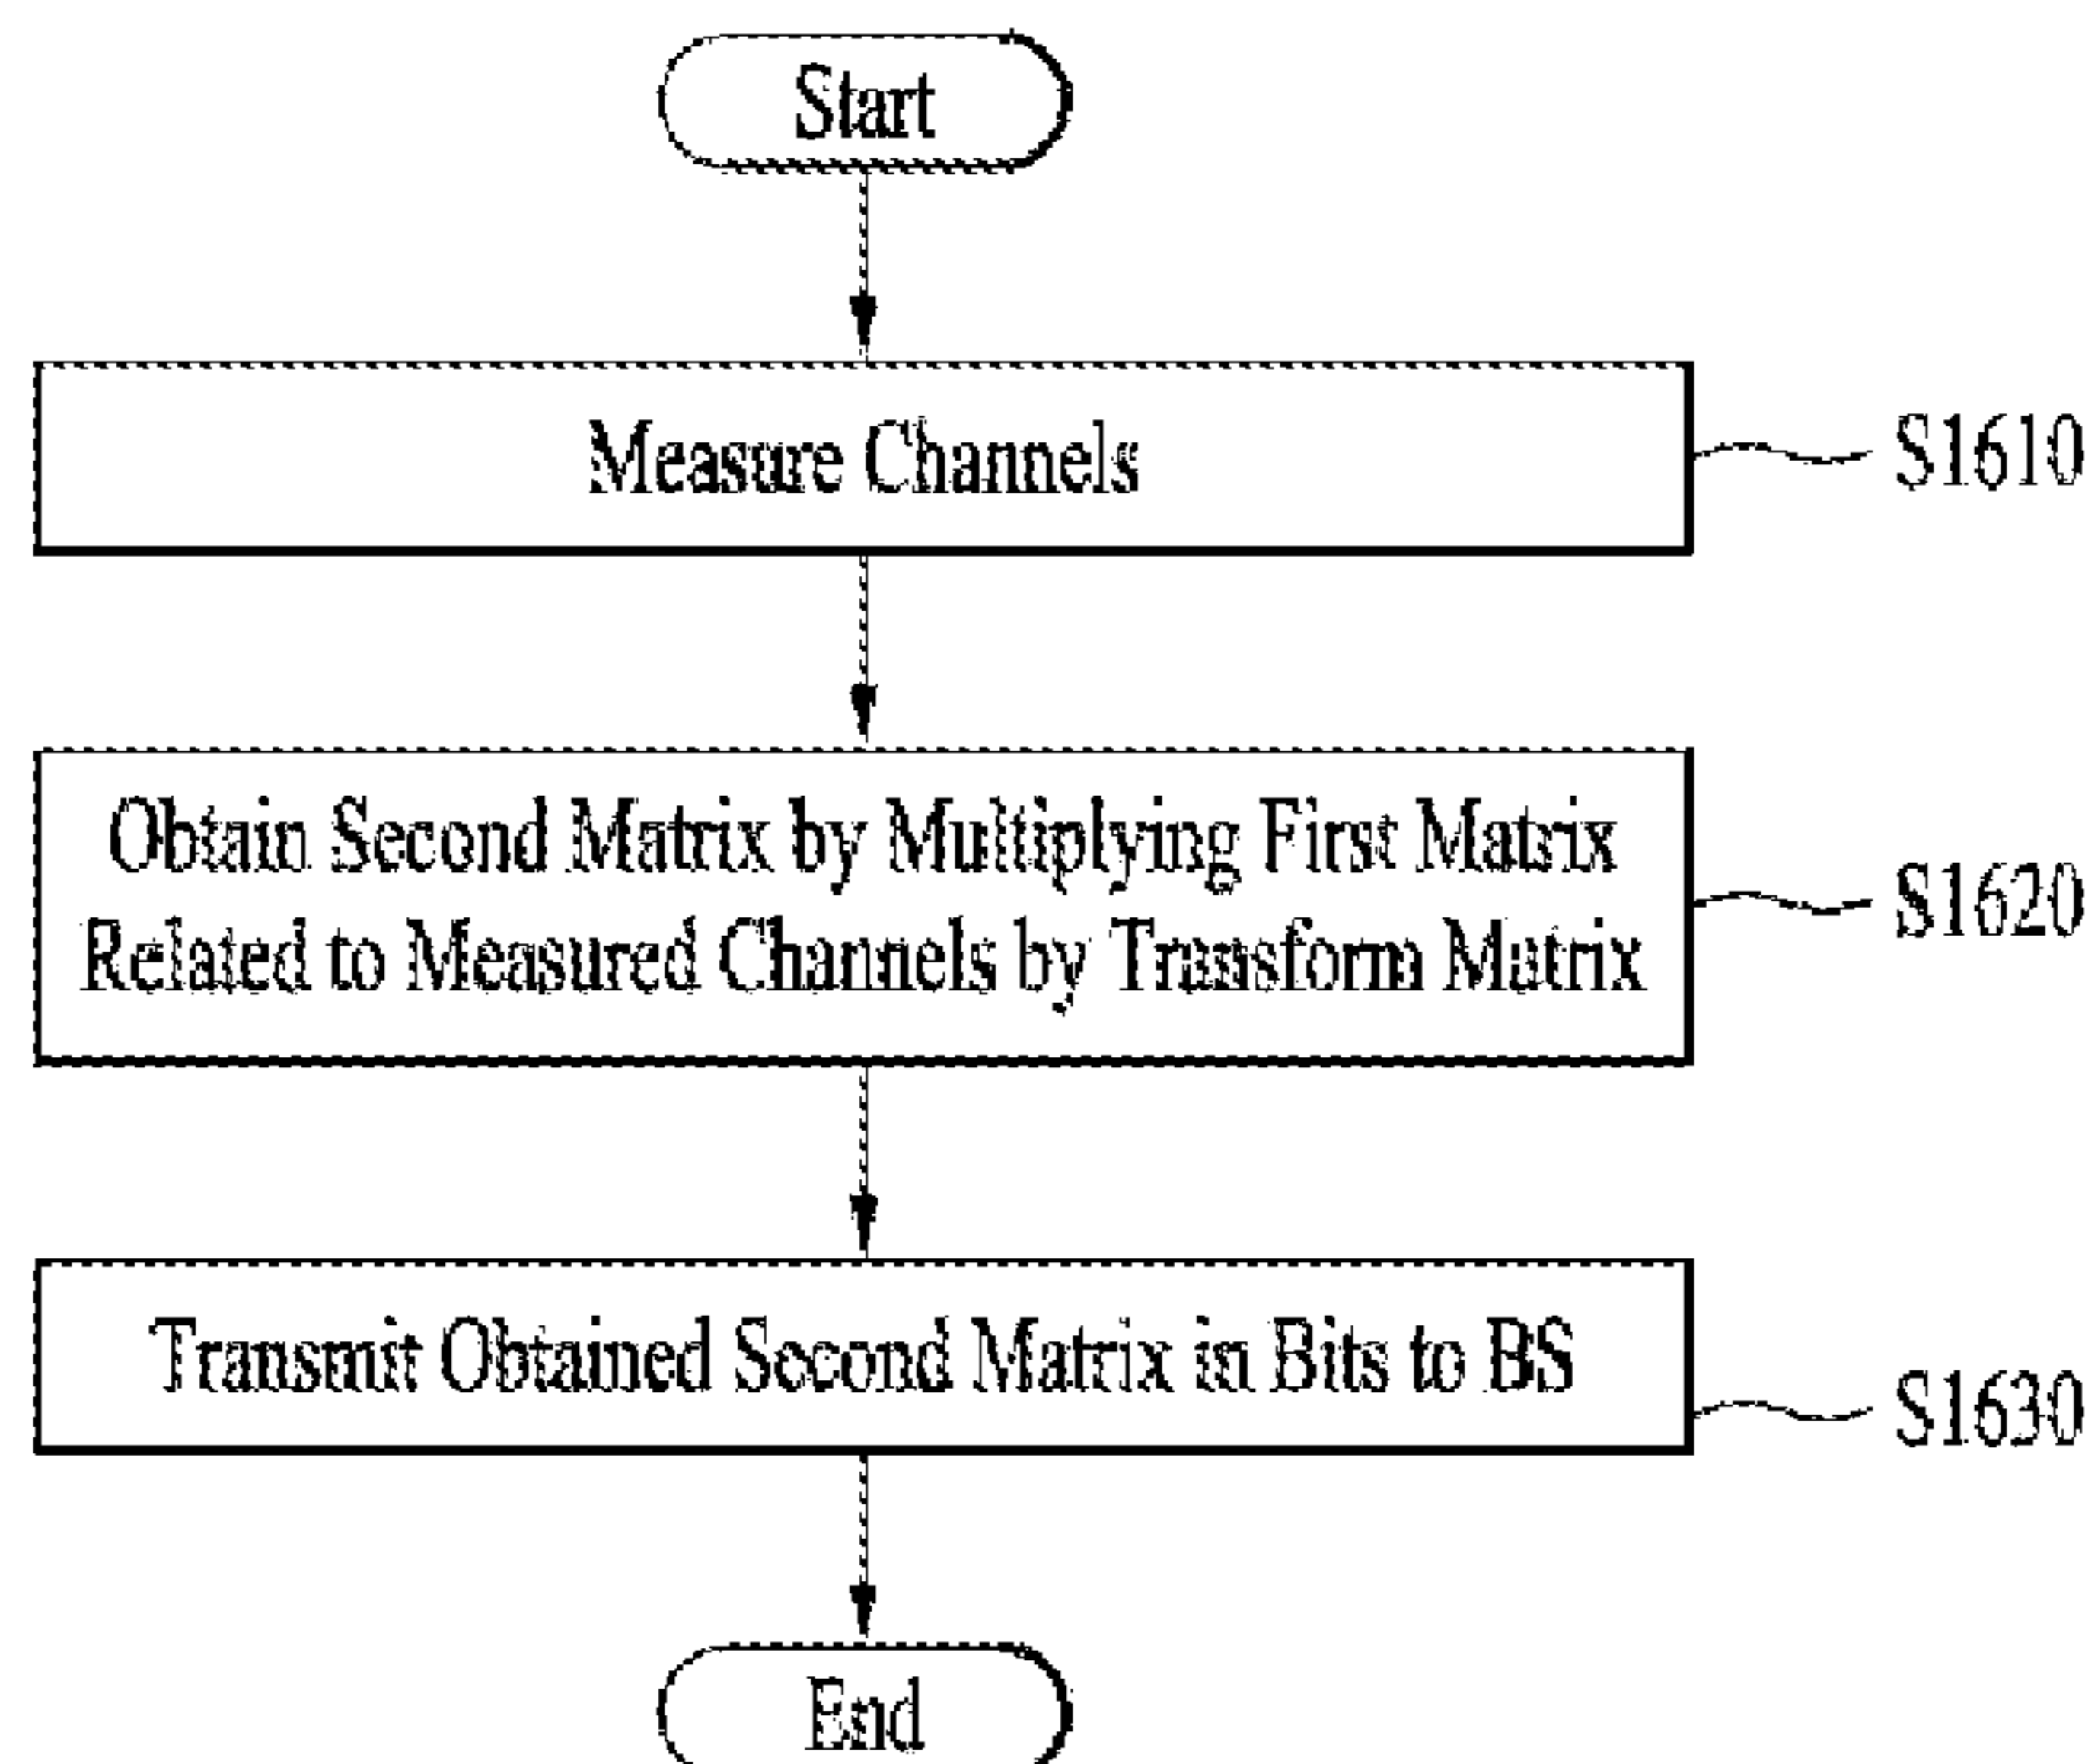 Start
Measure Channels
S1610
Obtain Second Matrix by Multiplying First Matrix
Related to Measured Channels by Transform Matrix
S1620
Transmit Obtained Second Matrix in Bits to BS
S1630
End